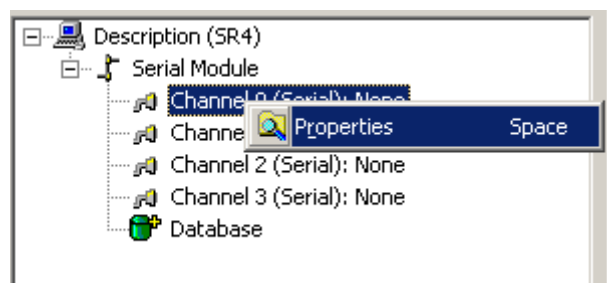 Description (SR4)
Serial Module
Channel 0 (Serial): None
Properties Space
Channe
Channel 2 (Serial): None
Channel 3 (Serial): None
Database